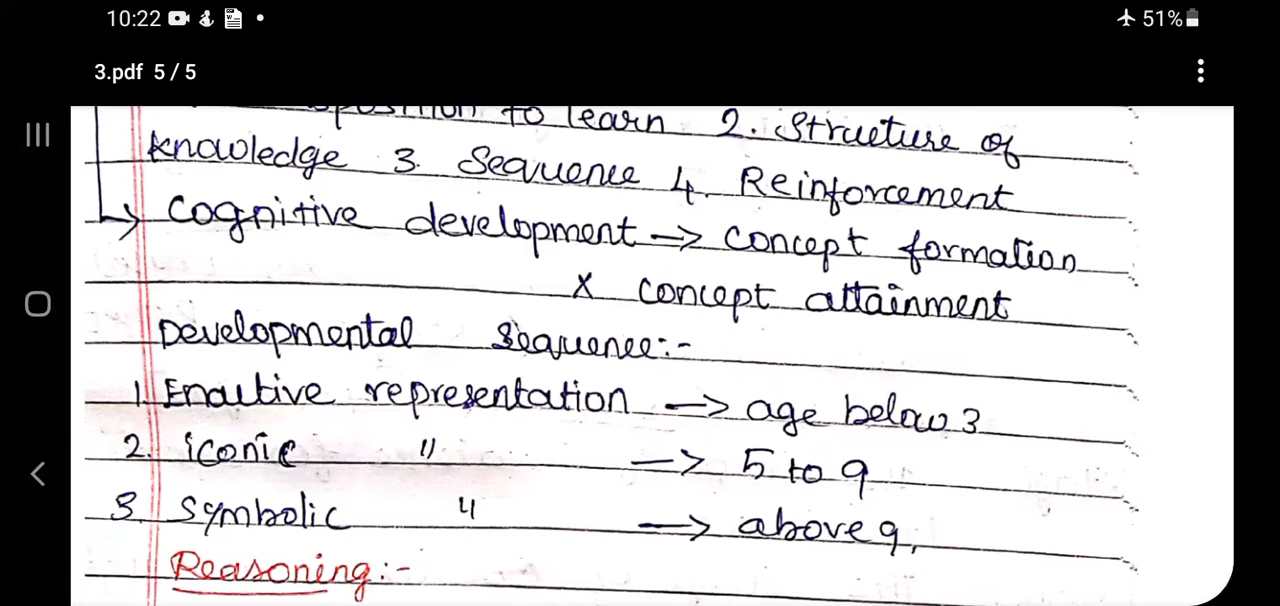 10:22 51%
3.pdf 5/5
to learn 2. Structure of
knowledge 3. Sequence 4. Reinforcement
→ Cognitive development → concept formation
x concept attainment
Developmental Sequence:-
1. Enactive representation → age below 3
2. iconic " → 5 to 9
3. Symbolic " → above 9.
Reasoning:-